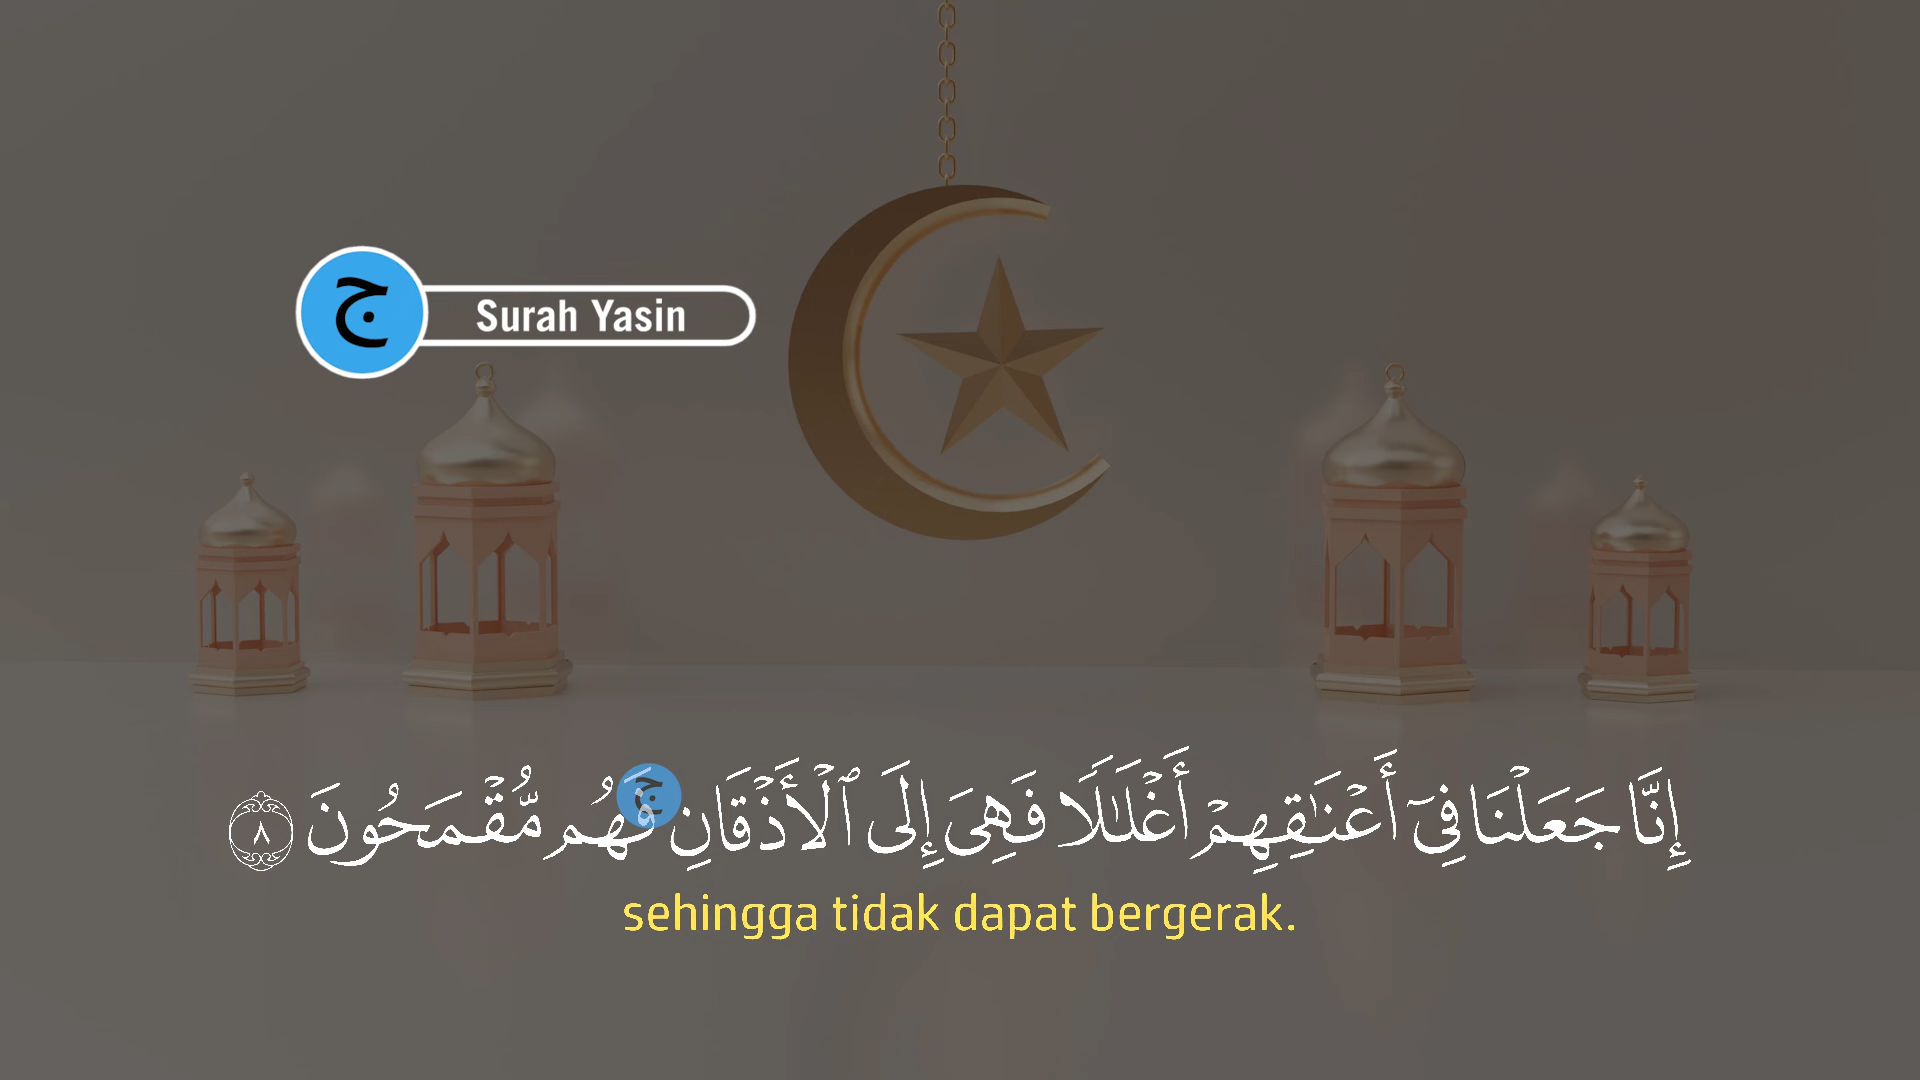 ج
Surah Yasin
إِنَّا جَعَلْنَا فِىٓ أَعْنَٰقِهِمْ أَغْلَٰلًا فَهِىَ إِلَى ٱلْأَذْقَانِ فَهُم مُّقْمَحُونَ ٨
ج
sehingga tidak dapat bergerak.